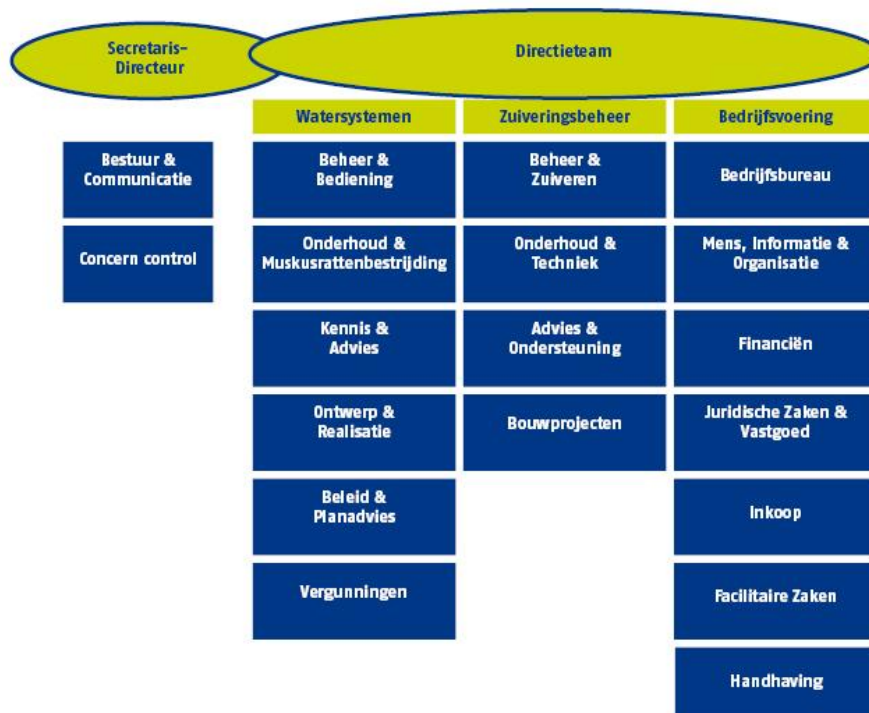 Secretaris-
Directeur
Directieteam
Watersystemen
Zuiveringsbeheer
Bedrijfsvoering
Bestuur &
Communicatie
Beheer &
Bediening
Beheer &
Zuiveren
Bedrijfsbureau
Concern control
Onderhoud &
Muskusrattenbestrijding
Onderhoud &
Techniek
Mens, Informatie &
Organisatie
Kennis &
Advies
Advies &
Ondersteuning
Financiën
Ontwerp &
Realisatie
Bouwprojecten
Juridische Zaken &
Vastgoed
Beleid &
Planadvies
Inkoop
Vergunningen
Facilitaire Zaken
Handhaving